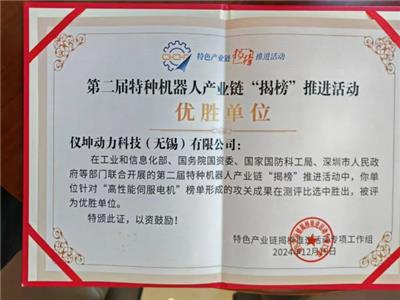 特色产业链 揭榜 推进活动
第二届特种机器人产业链“揭榜”推进活动
优胜单位
仪坤动力科技（无锡）有限公司：
在工业和信息化部、国务院国资委、国家国防科工局、深圳市人民政
府等部门联合开展的第二届特种机器人产业链“揭榜”推进活动中，你单
位针对“高性能伺服电机”榜单形成的攻关成果在测评比选中胜出，被评
为优胜单位。
特颁此证，以资鼓励！
特色产业链揭榜推进活动专项工作组